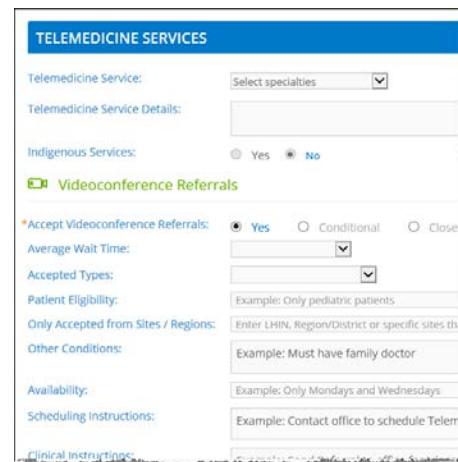 TELEMEDICINE SERVICES
Telemedicine Service: Select specialties
Telemedicine Service Details:
Indigenous Services: Yes No
Videoconference Referrals
*Accept Videoconference Referrals: Yes Conditional Close
Average Wait Time:
Accepted Types:
Patient Eligibility: Example: Only pediatric patients
Only Accepted from Sites / Regions: Enter LHIN, Region/District or specific sites th
Other Conditions: Example: Must have family doctor
Availability: Example: Only Mondays and Wednesdays
Scheduling Instructions: Example: Contact office to schedule Telem
Clinical Instructions: